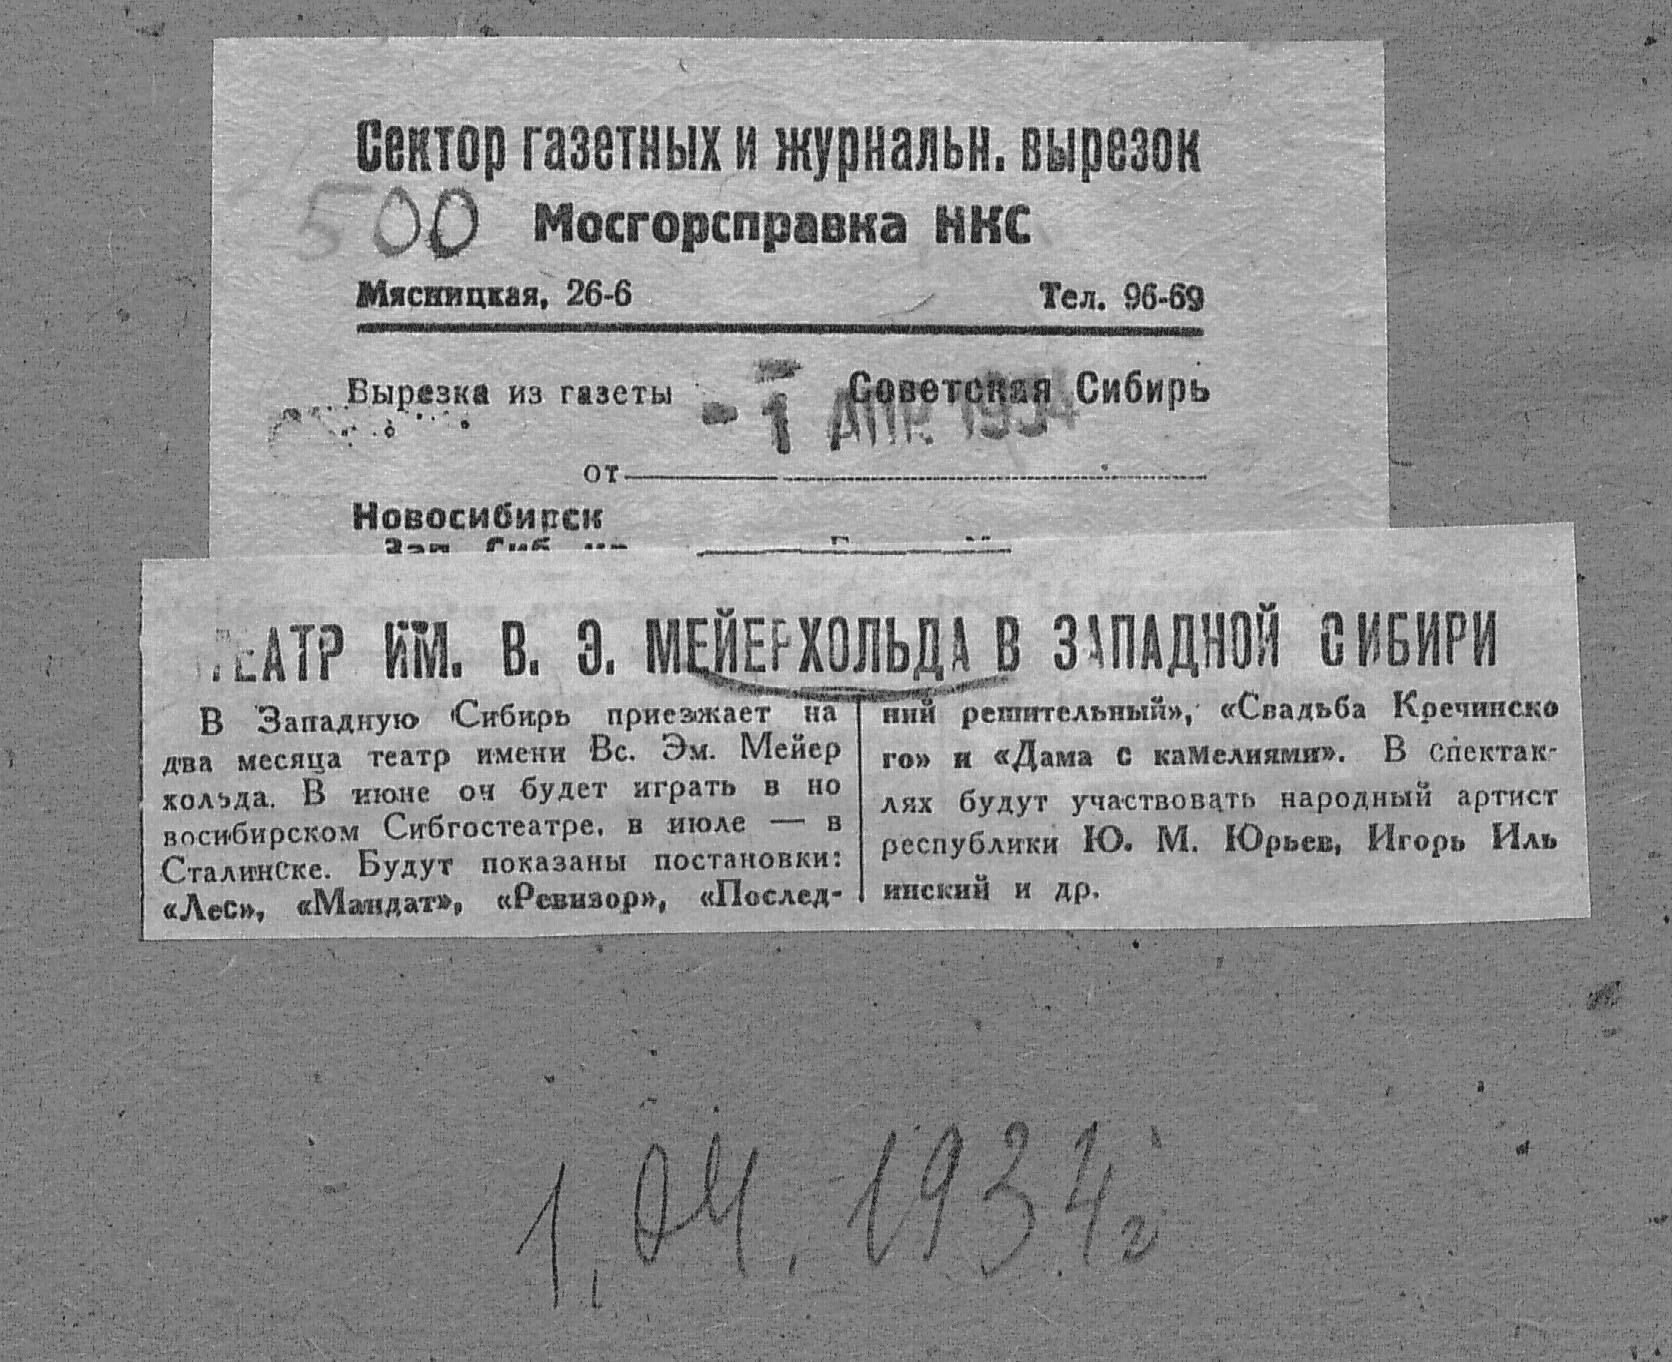 Сектор газетных и журнальн. вырезок
500 Мосгорсправка НКС
Мясницкая, 26-6 Тел. 96-69
Вырезка из газеты Советская Сибирь
-1 АПР. 1934
от
Новосибирск
ТЕАТР ИМ. В. Э. МЕЙЕРХОЛЬДА В ЗАПАДНОЙ СИБИРИ
В Западную Сибирь приезжает на
два месяца театр имени Вс. Эм. Мейер
хольда. В июне он будет играть в но
восибирском Сибгостеатре, в июле — в
Сталинске. Будут показаны постановки:
«Лес», «Мандат», «Ревизор», «Послед-
ний решительный», «Свадьба Кречинско
го» и «Дама с камелиями». В спектак-
лях будут участвовать народный артист
республики Ю. М. Юрьев, Игорь Иль
инский и др.
1.04.1934г